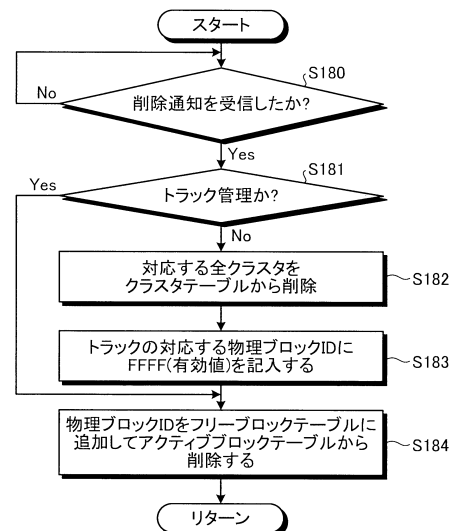 スタート
S180
削除通知を受信したか?
No
Yes
S181
トラック管理か?
Yes
No
対応する全クラスタを
クラスタテーブルから削除
S182
トラックの対応する物理ブロックIDに
FFFF(有効値)を記入する
S183
物理ブロックIDをフリーブロックテーブルに
追加してアクティブブロックテーブルから
削除する
S184
リターン